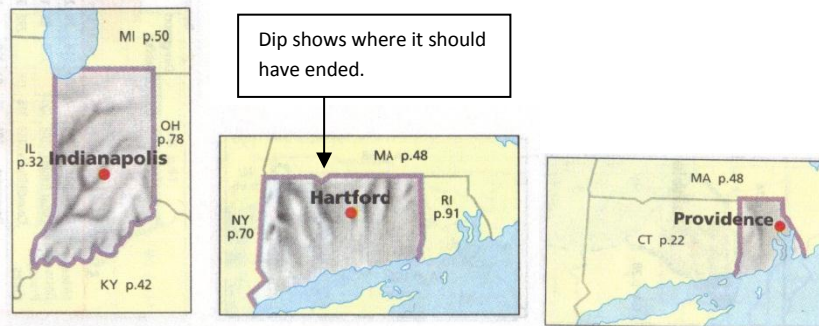 MI p.50
OH
p.78
IL
p.32
Indianapolis
KY p.42
Dip shows where it should
have ended.
MA p.48
Hartford
NY
p.70
RI
p.91
MA p.48
Providence
CT p.22